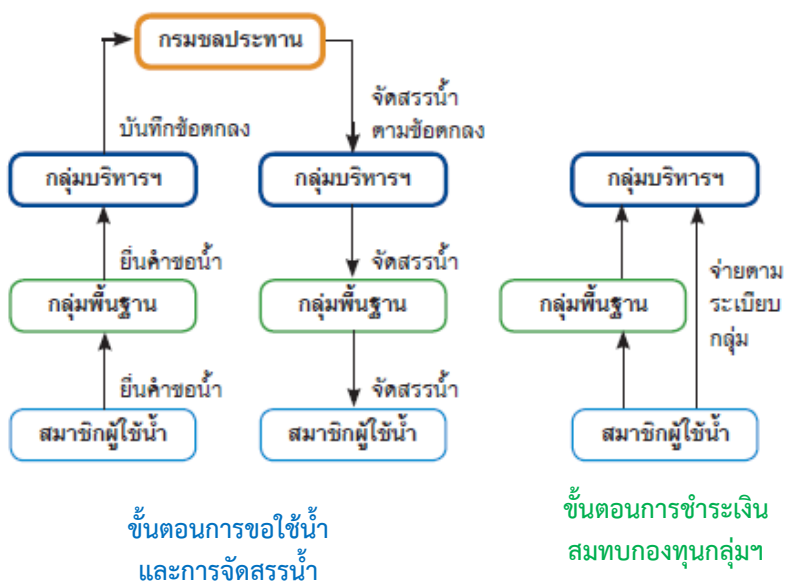 กรมชลประทาน
บันทึกข้อตกลง
จัดสรรน้ำ
ตามข้อตกลง
กลุ่มบริหารฯ
กลุ่มบริหารฯ
กลุ่มบริหารฯ
ยื่นคำขอน้ำ
จัดสรรน้ำ
จ่ายตาม
ระเบียบ
กลุ่ม
กลุ่มพื้นฐาน
กลุ่มพื้นฐาน
กลุ่มพื้นฐาน
ยื่นคำขอน้ำ
จัดสรรน้ำ
สมาชิกผู้ใช้น้ำ
สมาชิกผู้ใช้น้ำ
สมาชิกผู้ใช้น้ำ
ขั้นตอนการขอใช้น้ำ
และการจัดสรรน้ำ
ขั้นตอนการชำระเงิน
สมทบกองทุนกลุ่มฯ